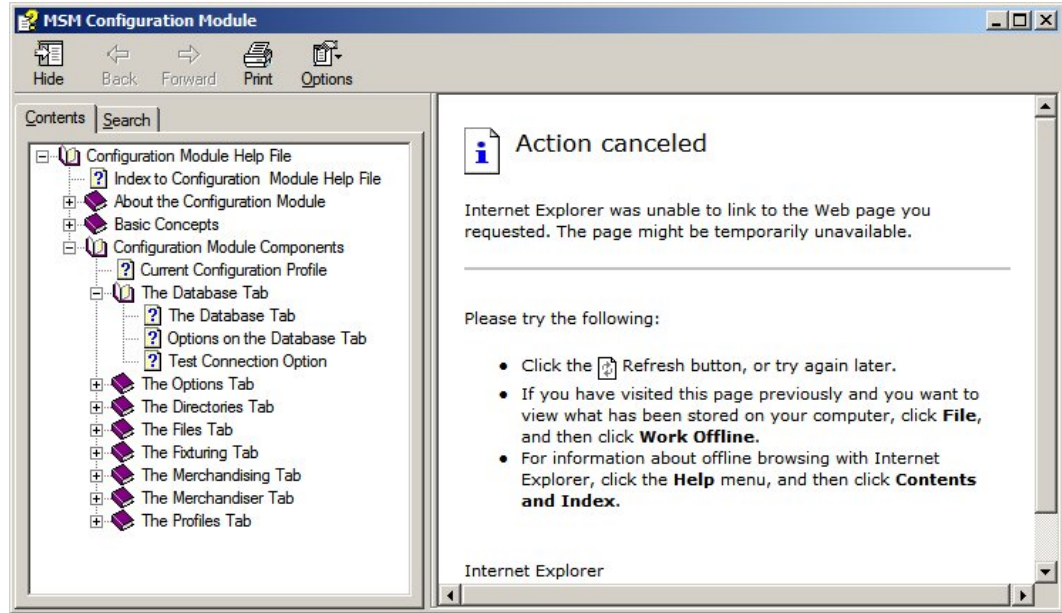 MSM Configuration Module
Hide Back Forward Print Options
Contents Search
Configuration Module Help File
Index to Configuration Module Help File
About the Configuration Module
Basic Concepts
Configuration Module Components
Current Configuration Profile
The Database Tab
The Database Tab
Options on the Database Tab
Test Connection Option
The Options Tab
The Directories Tab
The Files Tab
The Fixturing Tab
The Merchandising Tab
The Merchandiser Tab
The Profiles Tab
Action canceled
Internet Explorer was unable to link to the Web page you
requested. The page might be temporarily unavailable.
Please try the following:
Click the Refresh button, or try again later.
If you have visited this page previously and you want to
view what has been stored on your computer, click File,
and then click Work Offline.
For information about offline browsing with Internet
Explorer, click the Help menu, and then click Contents
and Index.
Internet Explorer